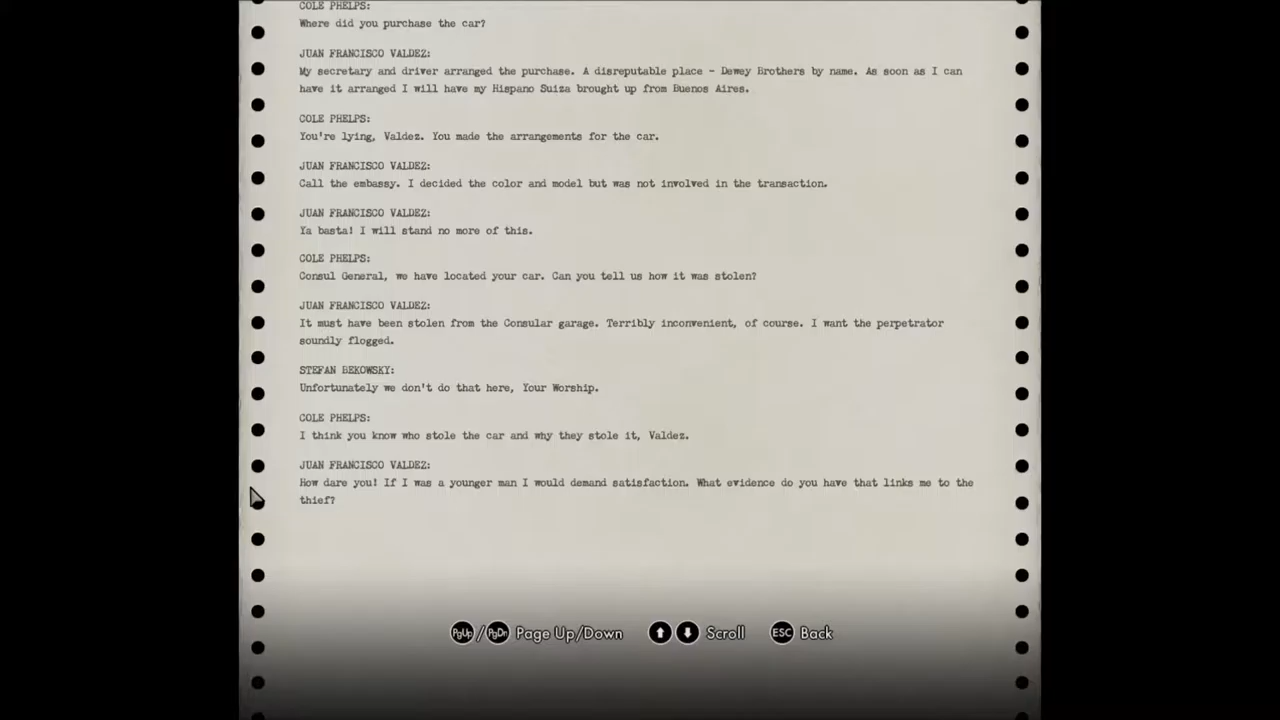 COLE PHELPS:
Where did you purchase the car?
JUAN FRANCISCO VALDEZ:
My secretary and driver arranged the purchase. A disreputable place - Dewey Brothers by name. As soon as I can
have it arranged I will have my Hispano Suiza brought up from Buenos Aires.
COLE PHELPS:
You're lying, Valdez. You made the arrangements for the car.
JUAN FRANCISCO VALDEZ:
Call the embassy. I decided the color and model but was not involved in the transaction.
JUAN FRANCISCO VALDEZ:
Ya basta! I will stand no more of this.
COLE PHELPS:
Consul General, we have located your car. Can you tell us how it was stolen?
JUAN FRANCISCO VALDEZ:
It must have been stolen from the Consular garage. Terribly inconvenient, of course. I want the perpetrator
soundly flogged.
STEFAN BEKOWSKY:
Unfortunately we don't do that here, Your Worship.
COLE PHELPS:
I think you know who stole the car and why they stole it, Valdez.
JUAN FRANCISCO VALDEZ:
How dare you! If I was a younger man I would demand satisfaction. What evidence do you have that links me to the
thief?
PgUp/PgDn Page Up/Down ⬆ ⬇ Scroll ESC Back